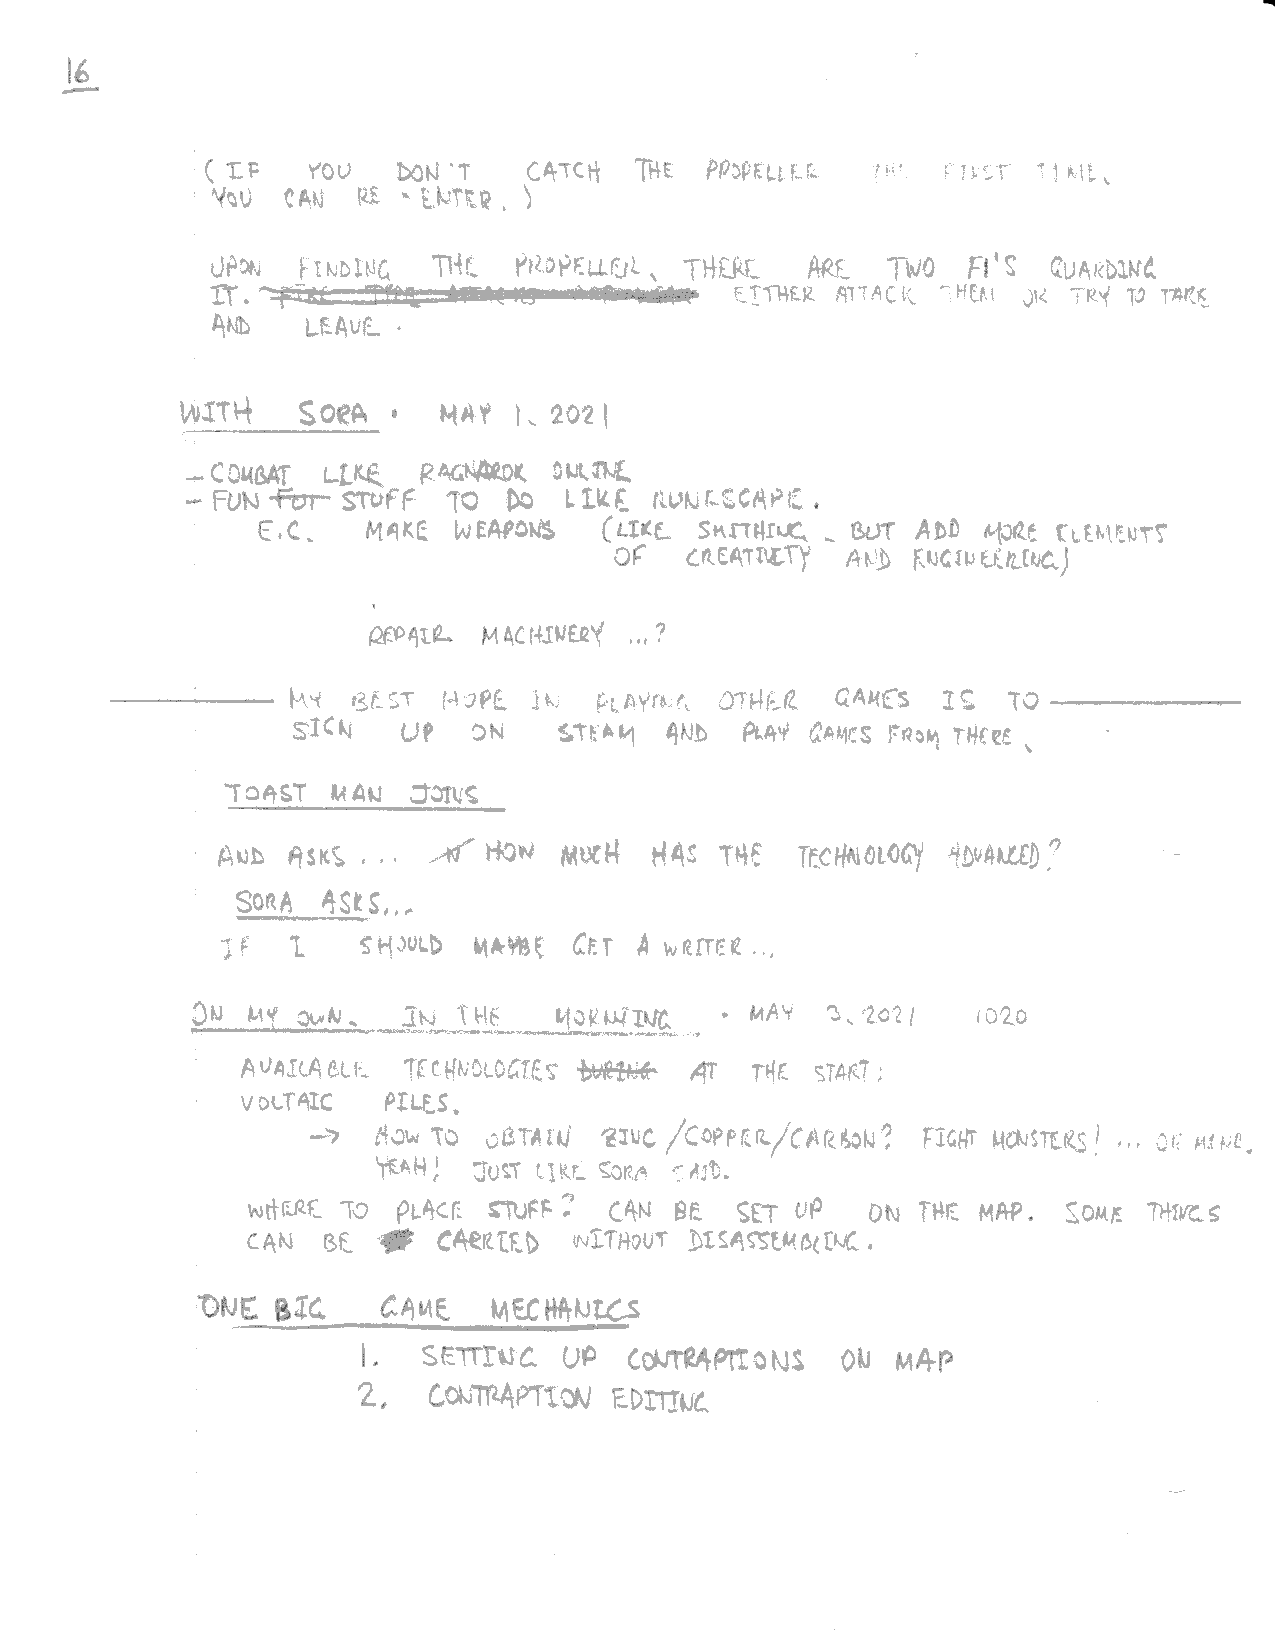 16
(IF YOU DON'T CATCH THE PROPELLER THE FIRST TIME,
YOU CAN RE-ENTER.)
UPON FINDING THE PROPELLER, THERE ARE TWO FI'S GUARDING
IT. EITHER ATTACK THEM OR TRY TO TAKE
AND LEAVE.
WITH SORA • MAY 1, 2021
- COMBAT LIKE RAGNAROK ONLINE
- FUN FOR STUFF TO DO LIKE RUNESCAPE.
E.G. MAKE WEAPONS (LIKE SMITHING, BUT ADD MORE ELEMENTS
OF CREATIVITY AND ENGINEERING)
REPAIR MACHINERY ...?
MY BEST HOPE IN PLAYING OTHER GAMES IS TO
SIGN UP ON STEAM AND PLAY GAMES FROM THERE,
TOAST MAN JOINS
AND ASKS... HOW MUCH HAS THE TECHNOLOGY ADVANCED?
SORA ASKS...
IF I SHOULD MAYBE GET A WRITER...
ON MY OWN, IN THE MORNING • MAY 3, 2021 1020
AVAILABLE TECHNOLOGIES DURING AT THE START:
VOLTAIC PILES.
→ HOW TO OBTAIN ZINC/COPPER/CARBON? FIGHT MONSTERS! ... OR MINE.
YEAH! JUST LIKE SORA SAID.
WHERE TO PLACE STUFF? CAN BE SET UP ON THE MAP. SOME THINGS
CAN BE CARRIED WITHOUT DISASSEMBLING.
ONE BIG GAME MECHANICS
1. SETTING UP CONTRAPTIONS ON MAP
2. CONTRAPTION EDITING